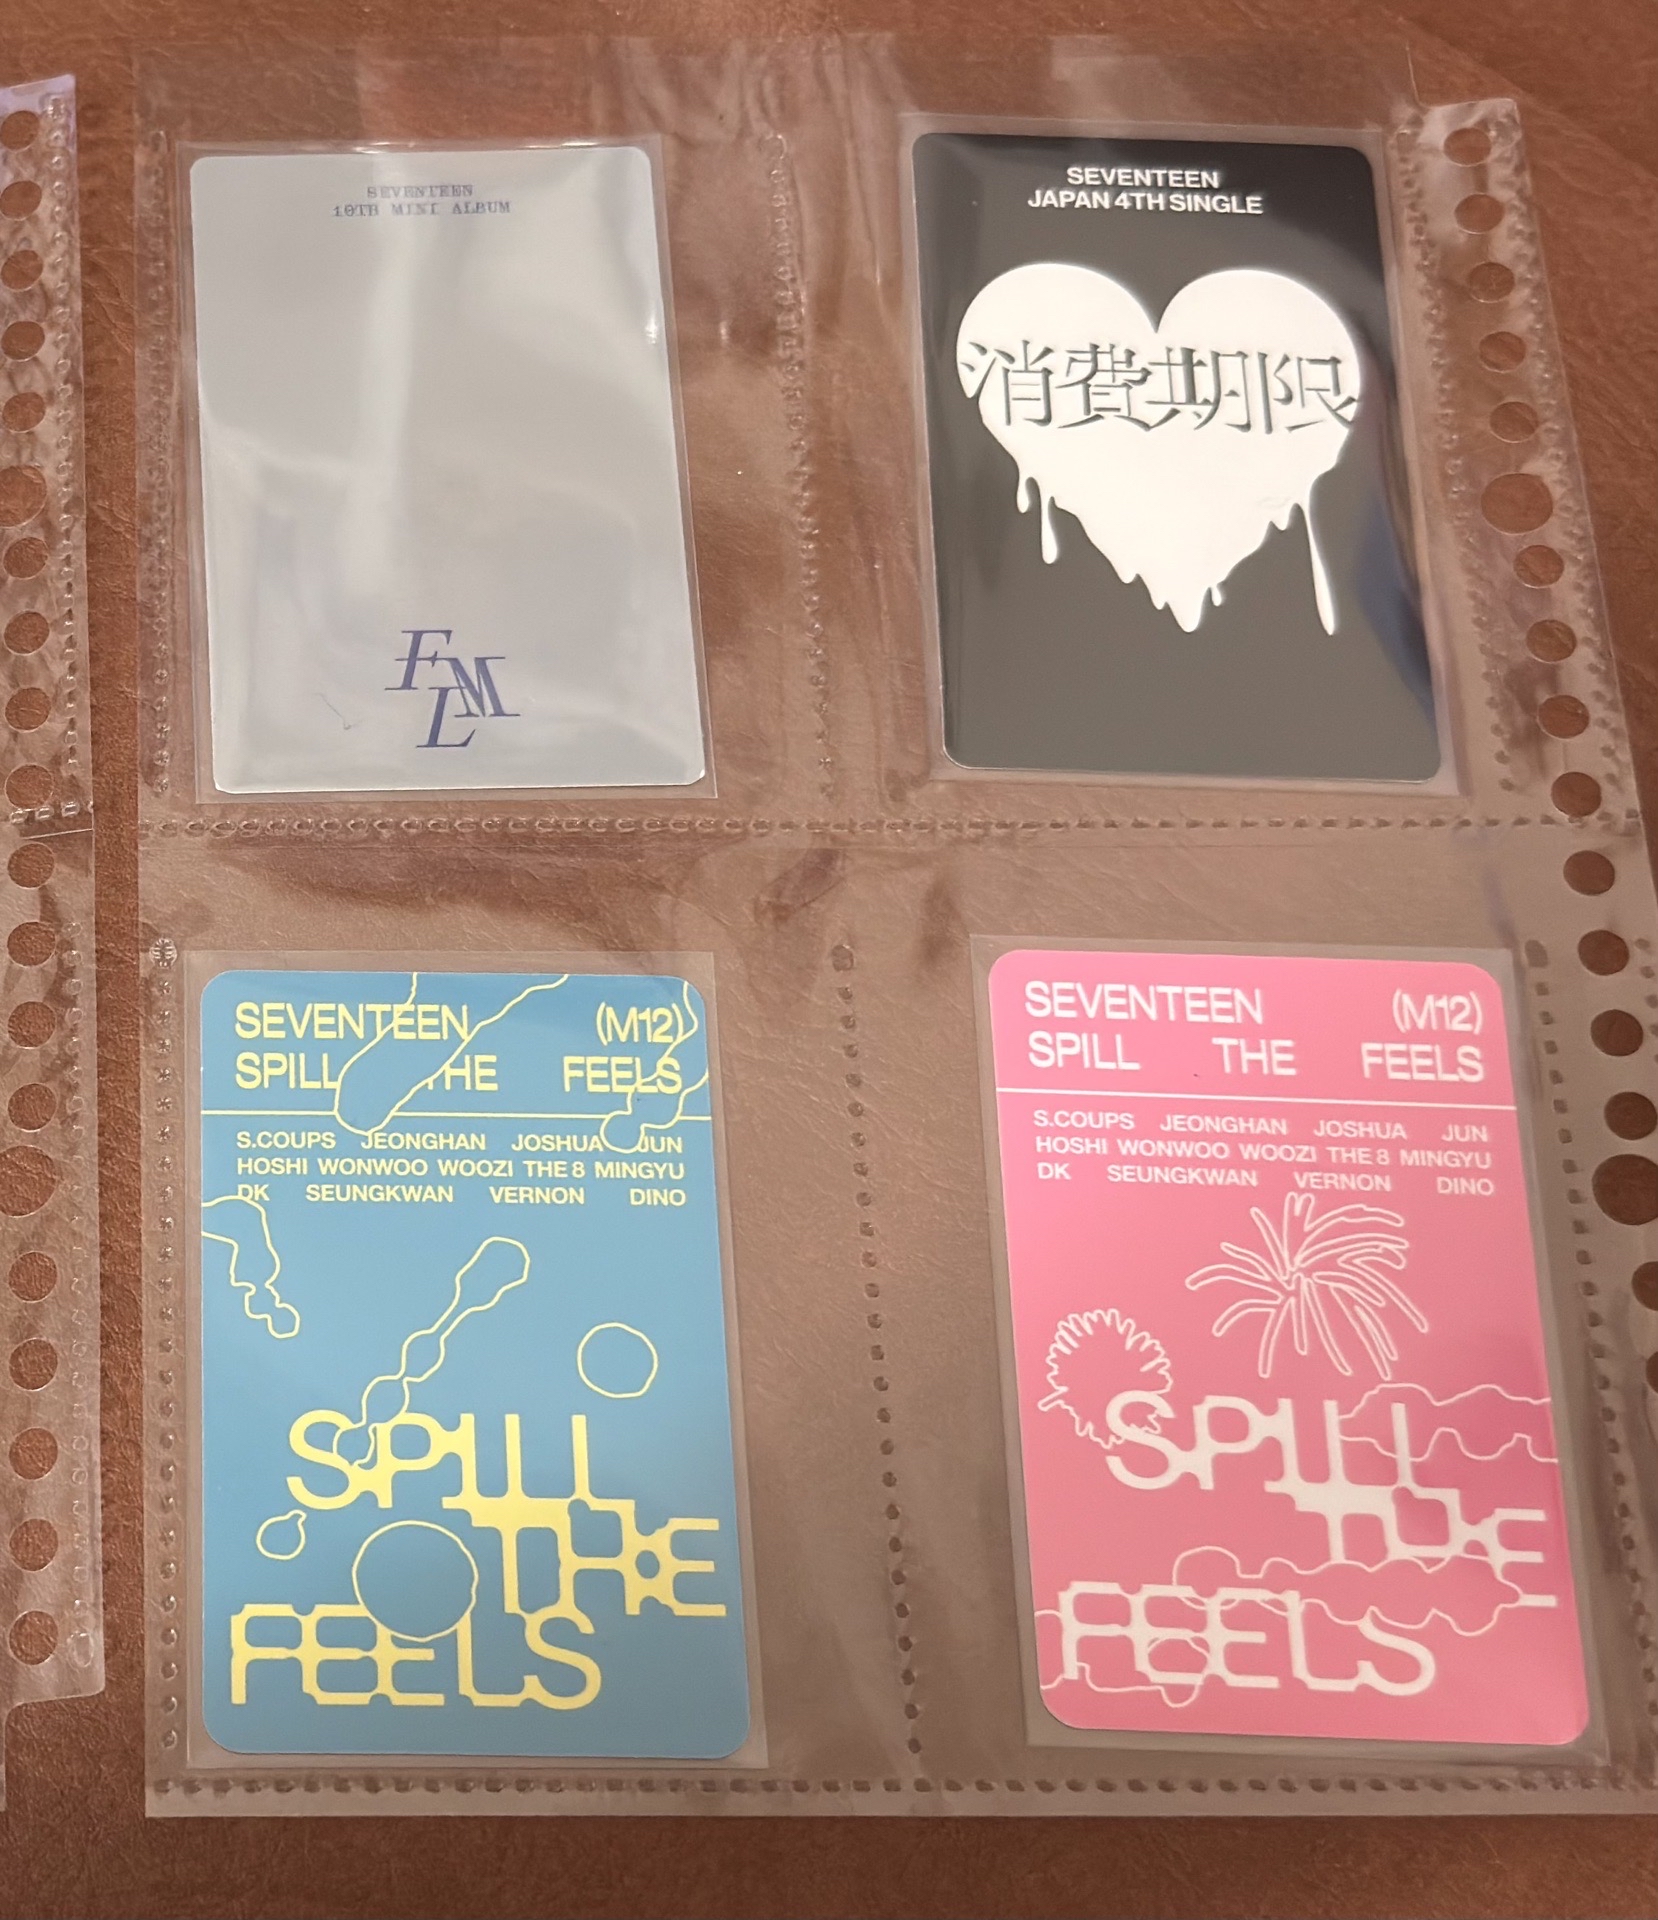 SEVENTEEN
10TH MINI ALBUM
FML
SEVENTEEN
JAPAN 4TH SINGLE
消費期限
SEVENTEEN (M12)
SPILL THE FEELS
S.COUPS JEONGHAN JOSHUA JUN
HOSHI WONWOO WOOZI THE 8 MINGYU
DK SEUNGKWAN VERNON DINO
SPILL
THE
FEELS
SEVENTEEN (M12)
SPILL THE FEELS
S.COUPS JEONGHAN JOSHUA JUN
HOSHI WONWOO WOOZI THE 8 MINGYU
DK SEUNGKWAN VERNON DINO
SPILL
THE
FEELS